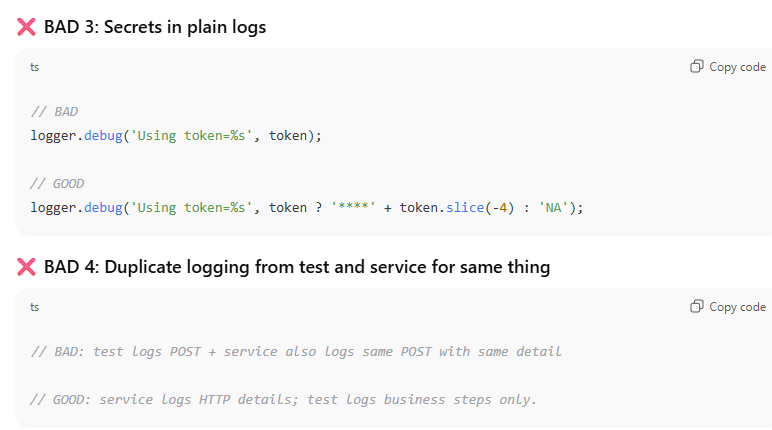 ❌ BAD 3: Secrets in plain logs
ts
Copy code
// BAD
logger.debug('Using token=%s', token);
// GOOD
logger.debug('Using token=%s', token ? '****' + token.slice(-4) : 'NA');
❌ BAD 4: Duplicate logging from test and service for same thing
ts
Copy code
// BAD: test logs POST + service also logs same POST with same detail
// GOOD: service logs HTTP details; test logs business steps only.